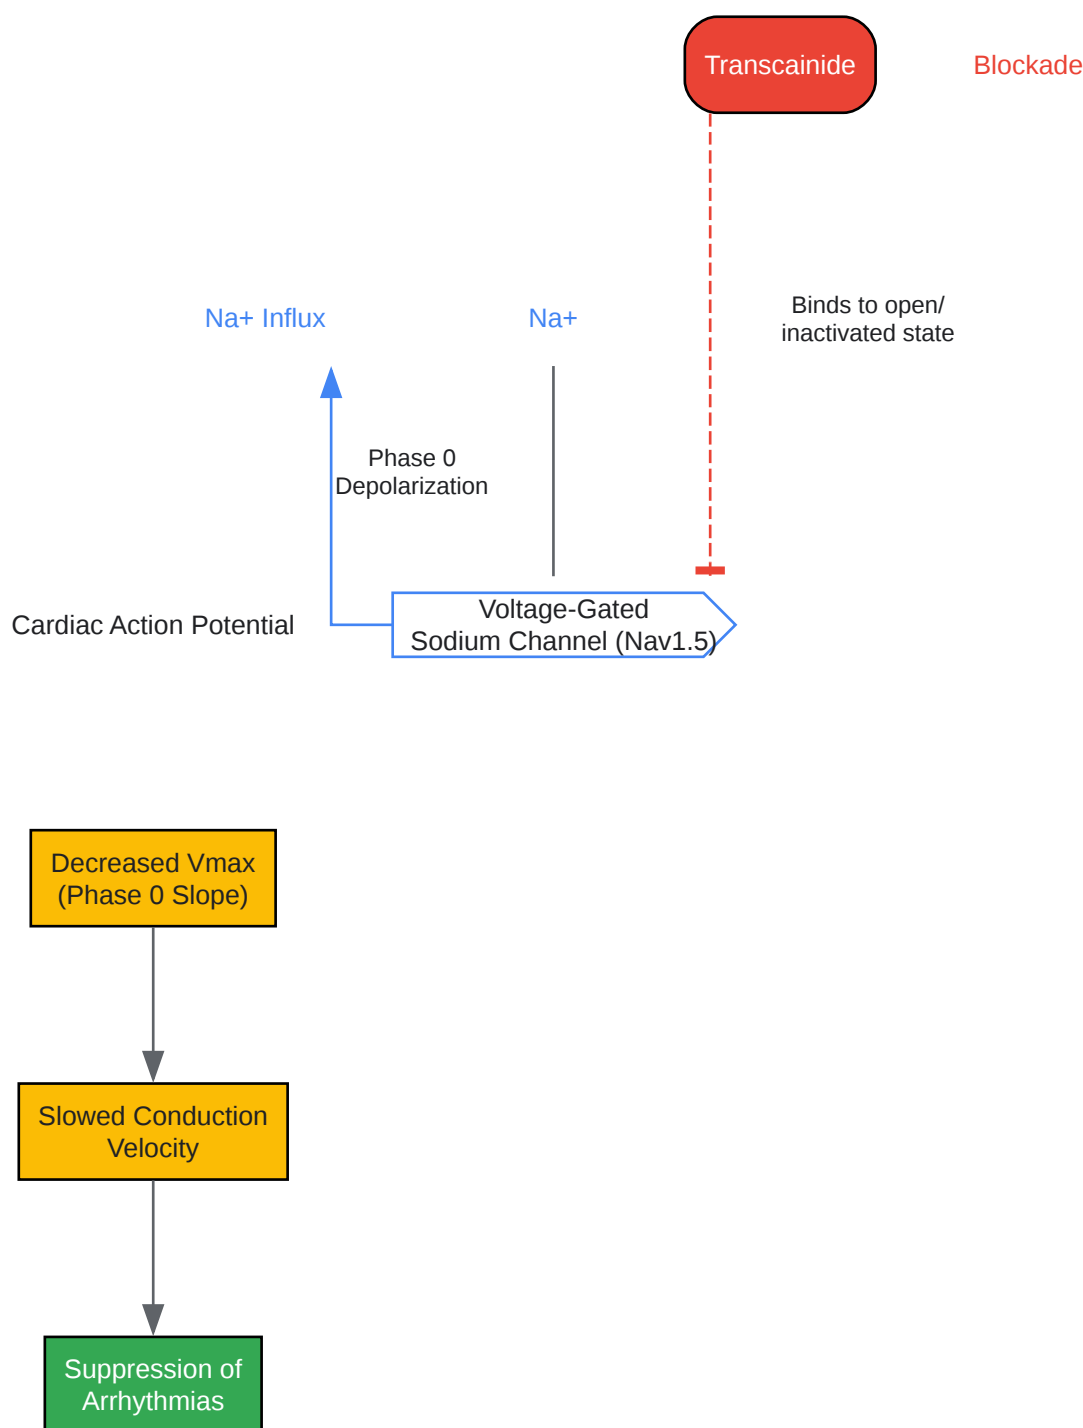 Transcainide
Blockade
Binds to open/
inactivated state
Na+ Influx
Na+
Phase 0
Depolarization
Voltage-Gated
Sodium Channel (Nav1.5)
Cardiac Action Potential
Decreased Vmax
(Phase 0 Slope)
Slowed Conduction
Velocity
Suppression of
Arrhythmias